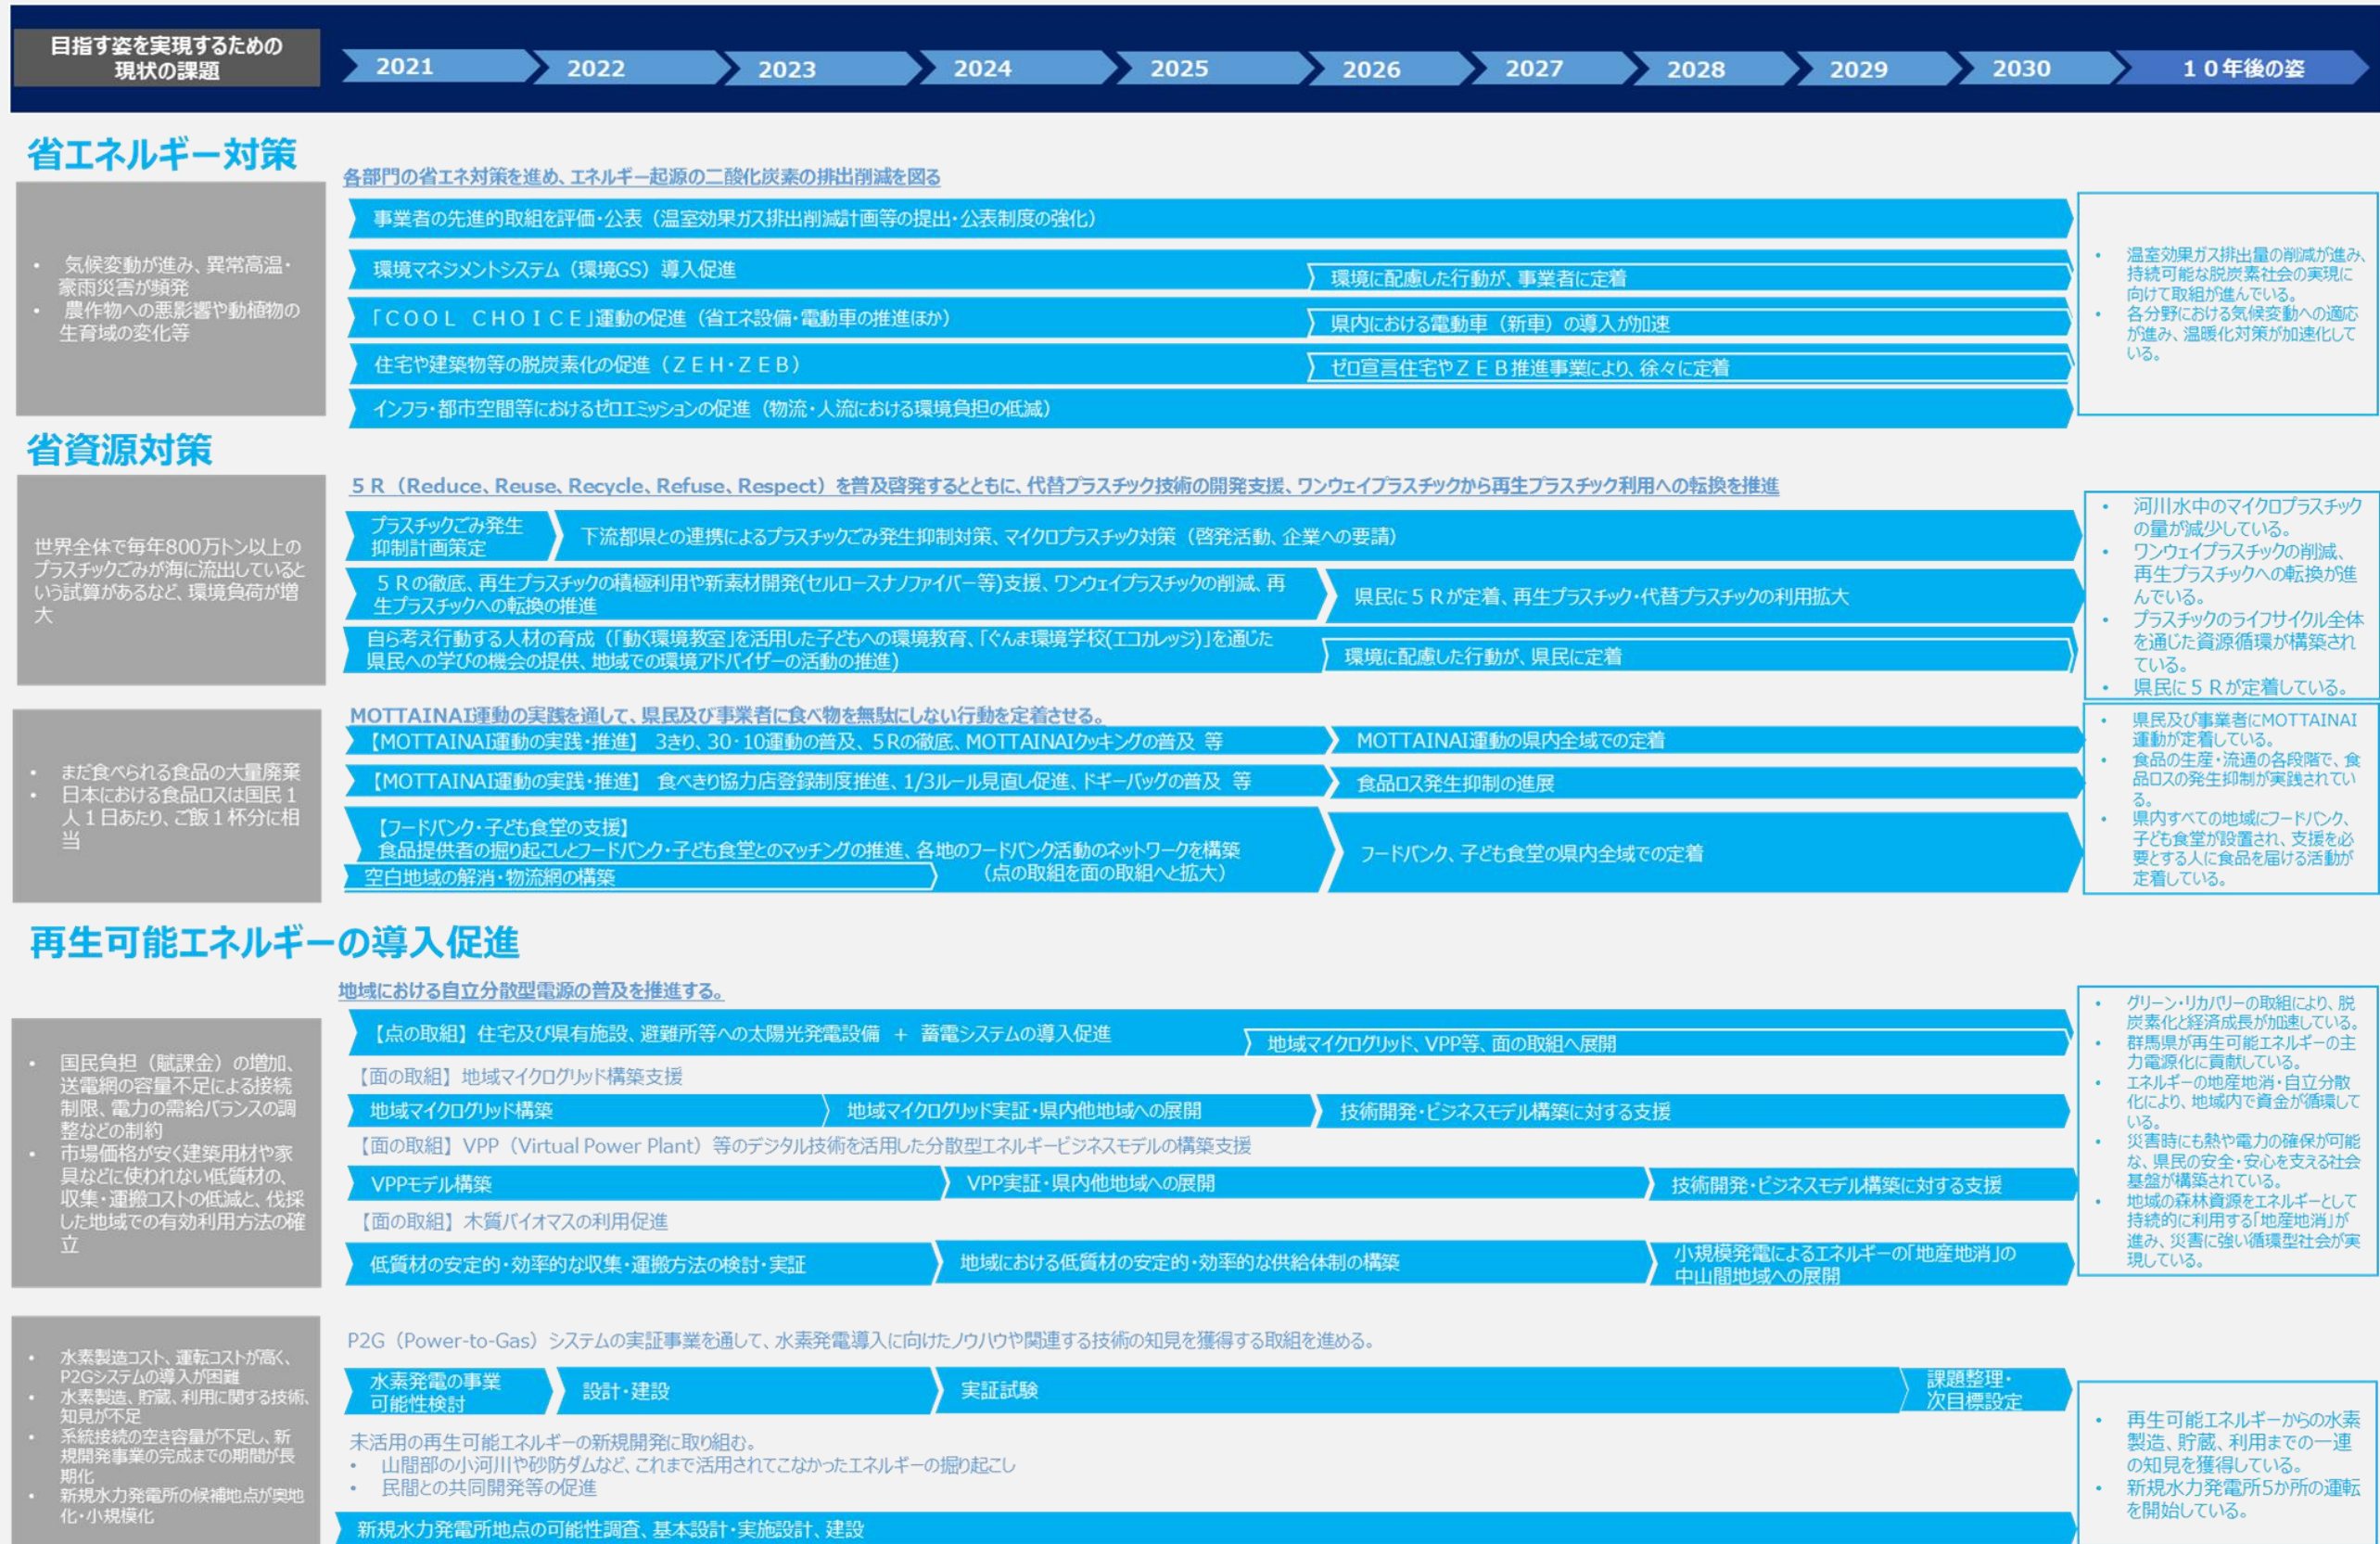 目指す姿を実現するための
現状の課題
2021
2022
2023
2024
2025
2026
2027
2028
2029
2030
10年後の姿
省エネルギー対策
各部門の省エネ対策を進め、エネルギー起源の二酸化炭素の排出削減を図る
• 気候変動が進み、異常高温・
豪雨災害が頻発
• 農作物への悪影響や動植物の
生育域の変化等
事業者の先進的取組を評価・公表（温室効果ガス排出削減計画等の提出・公表制度の強化）
環境マネジメントシステム（環境GS）導入促進
環境に配慮した行動が、事業者に定着
「ＣＯＯＬ　ＣＨＯＩＣＥ」運動の促進（省エネ設備・電動車の推進ほか）
県内における電動車（新車）の導入が加速
住宅や建築物等の脱炭素化の促進（ＺＥＨ・ＺＥＢ）
ゼロ宣言住宅やＺＥＢ推進事業により、徐々に定着
インフラ・都市空間等におけるゼロエミッションの促進（物流・人流における環境負担の低減）
• 温室効果ガス排出量の削減が進み、
持続可能な脱炭素社会の実現に
向けて取組が進んでいる。
• 各分野における気候変動への適応
が進み、温暖化対策が加速化して
いる。
省資源対策
５Ｒ（Reduce、Reuse、Recycle、Refuse、Respect）を普及啓発するとともに、代替プラスチック技術の開発支援、ワンウェイプラスチックから再生プラスチック利用への転換を推進
世界全体で毎年800万トン以上の
プラスチックごみが海に流出していると
いう試算があるなど、環境負荷が増
大
プラスチックごみ発生
抑制計画策定
下流都県との連携によるプラスチックごみ発生抑制対策、マイクロプラスチック対策（啓発活動、企業への要請）
５Ｒの徹底、再生プラスチックの積極利用や新素材開発(セルロースナノファイバー等)支援、ワンウェイプラスチックの削減、再
生プラスチックへの転換の推進
県民に５Ｒが定着、再生プラスチック・代替プラスチックの利用拡大
自ら考え行動する人材の育成（「動く環境教室」を活用した子どもへの環境教育、「ぐんま環境学校(エコカレッジ)」を通じた
県民への学びの機会の提供、地域での環境アドバイザーの活動の推進)
環境に配慮した行動が、県民に定着
• 河川水中のマイクロプラスチック
の量が減少している。
• ワンウェイプラスチックの削減、
再生プラスチックへの転換が進
んでいる。
• プラスチックのライフサイクル全体
を通じた資源循環が構築され
ている。
• 県民に５Ｒが定着している。
MOTTAINAI運動の実践を通して、県民及び事業者に食べ物を無駄にしない行動を定着させる。
• まだ食べられる食品の大量廃棄
• 日本における食品ロスは国民１
人１日あたり、ご飯１杯分に相
当
【MOTTAINAI運動の実践・推進】 3きり、30・10運動の普及、5Rの徹底、MOTTAINAIクッキングの普及 等
MOTTAINAI運動の県内全域での定着
【MOTTAINAI運動の実践・推進】 食べきり協力店登録制度推進、1/3ルール見直し促進、ドギーバッグの普及 等
食品ロス発生抑制の進展
【フードバンク・子ども食堂の支援】
食品提供者の掘り起こしとフードバンク・子ども食堂とのマッチングの推進、各地のフードバンク活動のネットワークを構築
（点の取組を面の取組へと拡大）
空白地域の解消・物流網の構築
フードバンク、子ども食堂の県内全域での定着
• 県民及び事業者にMOTTAINAI
運動が定着している。
• 食品の生産・流通の各段階で、食
品ロスの発生抑制が実践されてい
る。
• 県内すべての地域にフードバンク、
子ども食堂が設置され、支援を必
要とする人に食品を届ける活動が
定着している。
再生可能エネルギーの導入促進
地域における自立分散型電源の普及を推進する。
• 国民負担（賦課金）の増加、
送電網の容量不足による接続
制限、電力の需給バランスの調
整などの制約
• 市場価格が安く建築用材や家
具などに使われない低質材の、
収集・運搬コストの低減と、伐採
した地域での有効利用方法の確
立
【点の取組】住宅及び県有施設、避難所等への太陽光発電設備 ＋ 蓄電システムの導入促進
地域マイクログリッド、VPP等、面の取組へ展開
【面の取組】地域マイクログリッド構築支援
地域マイクログリッド構築
地域マイクログリッド実証・県内他地域への展開
技術開発・ビジネスモデル構築に対する支援
【面の取組】VPP（Virtual Power Plant）等のデジタル技術を活用した分散型エネルギービジネスモデルの構築支援
VPPモデル構築
VPP実証・県内他地域への展開
技術開発・ビジネスモデル構築に対する支援
【面の取組】木質バイオマスの利用促進
低質材の安定的・効率的な収集・運搬方法の検討・実証
地域における低質材の安定的・効率的な供給体制の構築
小規模発電によるエネルギーの「地産地消」の
中山間地域への展開
• グリーン・リカバリーの取組により、脱
炭素化と経済成長が加速している。
• 群馬県が再生可能エネルギーの主
力電源化に貢献している。
• エネルギーの地産地消・自立分散
化により、地域内で資金が循環して
いる。
• 災害時にも熱や電力の確保が可能
な、県民の安全・安心を支える社会
基盤が構築されている。
• 地域の森林資源をエネルギーとして
持続的に利用する「地産地消」が
進み、災害に強い循環型社会が実
現している。
• 水素製造コスト、運転コストが高く、
P2Gシステムの導入が困難
• 水素製造、貯蔵、利用に関する技術、
知見が不足
• 系統接続の空き容量が不足し、新
規開発事業の完成までの期間が長
期化
• 新規水力発電所の候補地点が奥地
化・小規模化
P2G（Power-to-Gas）システムの実証事業を通して、水素発電導入に向けたノウハウや関連する技術の知見を獲得する取組を進める。
水素発電の事業
可能性検討
設計・建設
実証試験
課題整理・
次目標設定
未活用の再生可能エネルギーの新規開発に取り組む。
• 山間部の小河川や砂防ダムなど、これまで活用されてこなかったエネルギーの掘り起こし
• 民間との共同開発等の促進
新規水力発電所地点の可能性調査、基本設計・実施設計、建設
• 再生可能エネルギーからの水素
製造、貯蔵、利用までの一連
の知見を獲得している。
• 新規水力発電所5か所の運転
を開始している。